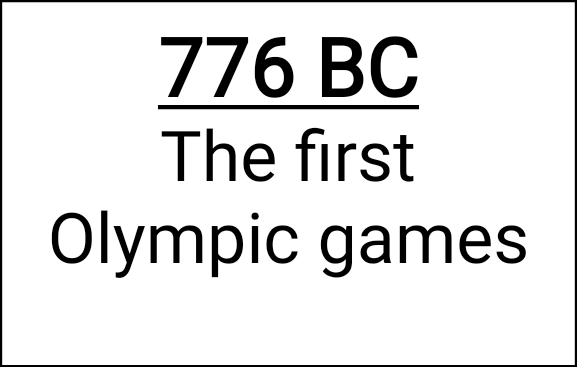 776 BC
The first
Olympic games